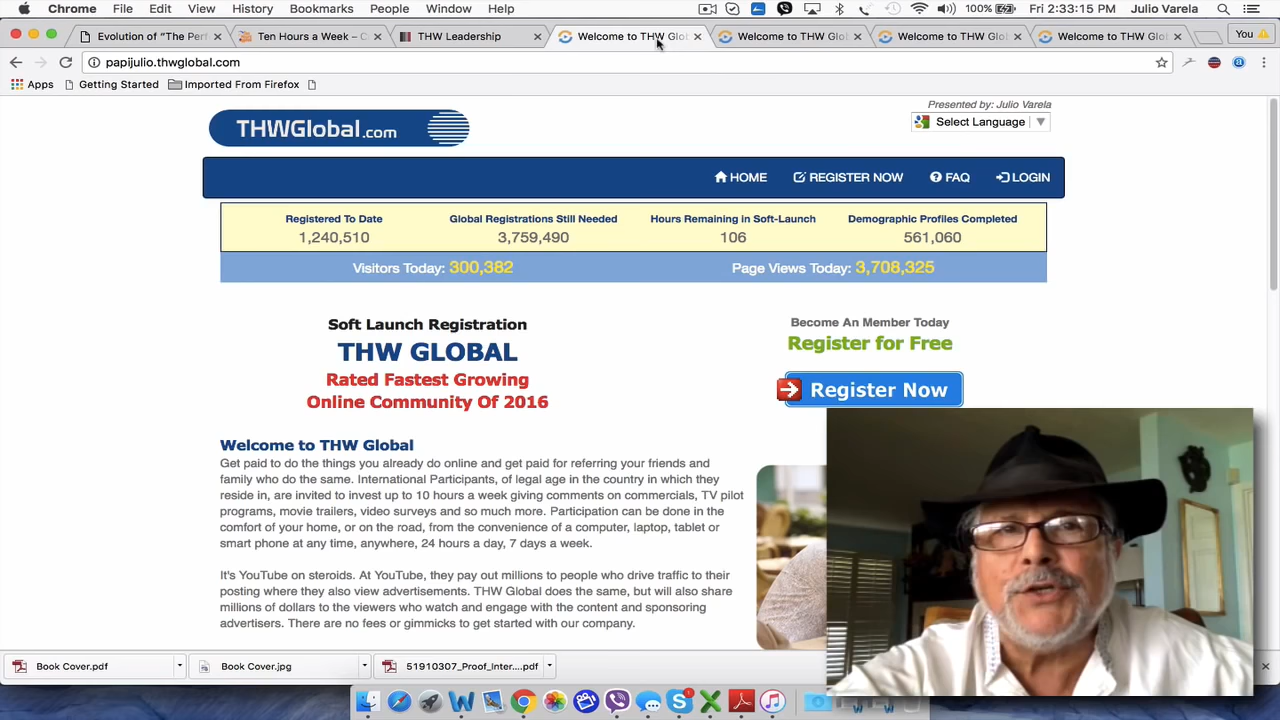 Chrome File Edit View History Bookmarks People Window Help 100% Fri 2:33:15 PM Julio Varela
Evolution of "The Perf Ten Hours a Week – C THW Leadership Welcome to THW Glo Welcome to THW Glo Welcome to THW Glo Welcome to THW Glo You
papijulio.thwglobal.com
Apps Getting Started Imported From Firefox
Presented by: Julio Varela
THWGlobal.com
Select Language
HOME REGISTER NOW FAQ LOGIN
Registered To Date Global Registrations Still Needed Hours Remaining in Soft-Launch Demographic Profiles Completed
1,240,510 3,759,490 106 561,060
Visitors Today: 300,382 Page Views Today: 3,708,325
Soft Launch Registration
THW GLOBAL
Rated Fastest Growing
Online Community Of 2016
Become An Member Today
Register for Free
Register Now
Welcome to THW Global
Get paid to do the things you already do online and get paid for referring your friends and
family who do the same. International Participants, of legal age in the country in which they
reside in, are invited to invest up to 10 hours a week giving comments on commercials, TV pilot
programs, movie trailers, video surveys and so much more. Participation can be done in the
comfort of your home, or on the road, from the convenience of a computer, laptop, tablet or
smart phone at any time, anywhere, 24 hours a day, 7 days a week.
It's YouTube on steroids. At YouTube, they pay out millions to people who drive traffic to their
posting where they also view advertisements. THW Global does the same, but will also share
millions of dollars to the viewers who watch and engage with the content and sponsoring
advertisers. There are no fees or gimmicks to get started with our company.
Book Cover.pdf Book Cover.jpg 51910307_Proof_Inter....pdf